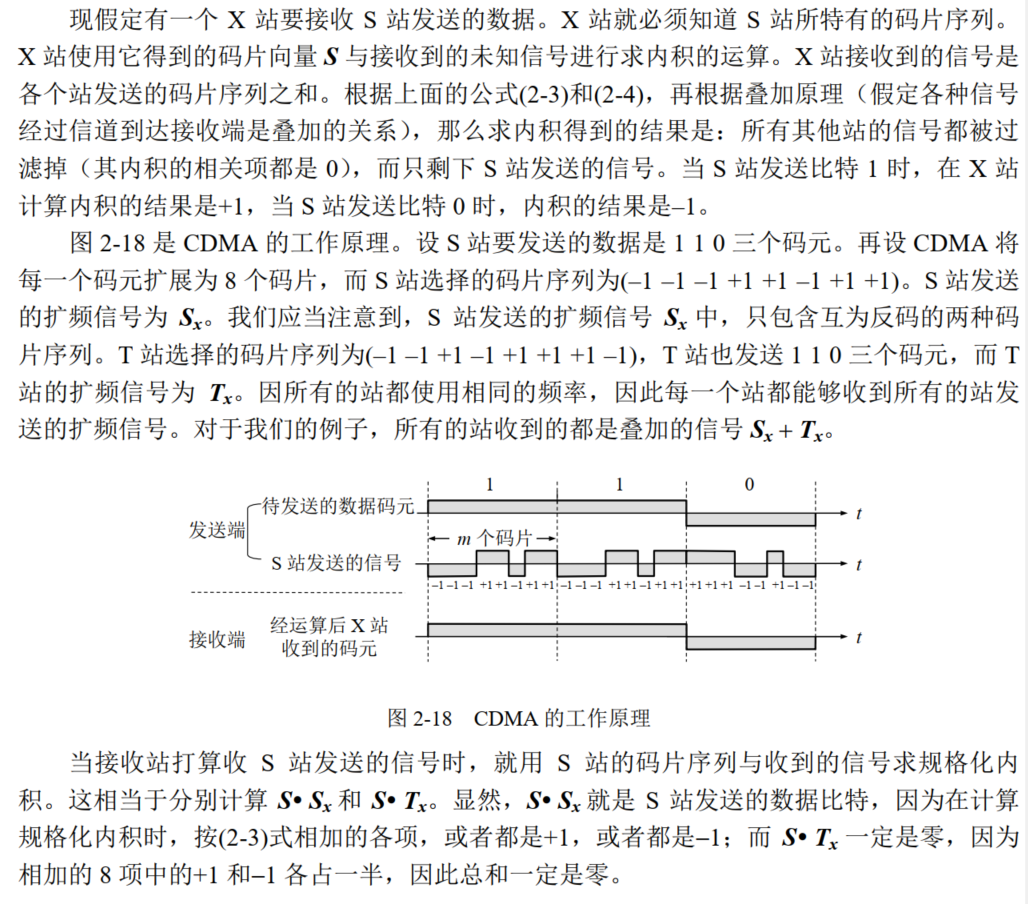 现假定有一个 X 站要接收 S 站发送的数据。X 站就必须知道 S 站所特有的码片序列。
X 站使用它得到的码片向量 S 与接收到的未知信号进行求内积的运算。X 站接收到的信号是
各个站发送的码片序列之和。根据上面的公式(2-3)和(2-4)，再根据叠加原理（假定各种信号
经过信道到达接收端是叠加的关系），那么求内积得到的结果是：所有其他站的信号都被过
滤掉（其内积的相关项都是 0），而只剩下 S 站发送的信号。当 S 站发送比特 1 时，在 X 站
计算内积的结果是+1，当 S 站发送比特 0 时，内积的结果是–1。
图 2-18 是 CDMA 的工作原理。设 S 站要发送的数据是 1 1 0 三个码元。再设 CDMA 将
每一个码元扩展为 8 个码片，而 S 站选择的码片序列为(–1 –1 –1 +1 +1 –1 +1 +1)。S 站发送
的扩频信号为 Sx。我们应当注意到，S 站发送的扩频信号 Sx 中，只包含互为反码的两种码
片序列。T 站选择的码片序列为(–1 –1 +1 –1 +1 +1 +1 –1)，T 站也发送 1 1 0 三个码元，而 T
站的扩频信号为 Tx。因所有的站都使用相同的频率，因此每一个站都能够收到所有的站发
送的扩频信号。对于我们的例子，所有的站收到的都是叠加的信号 Sx + Tx。
1 1 0
待发送的数据码元 t
发送端
m 个码片
S 站发送的信号 t
–1 –1 –1 +1 +1 –1 +1 +1 –1 –1 –1 +1 +1 –1 +1 +1 +1 +1 +1 –1 –1 +1 –1 –1
接收端
经运算后 X 站
收到的码元
t
图 2-18 CDMA 的工作原理
当接收站打算收 S 站发送的信号时，就用 S 站的码片序列与收到的信号求规格化内
积。这相当于分别计算 S• Sx 和 S• Tx。显然，S• Sx 就是 S 站发送的数据比特，因为在计算
规格化内积时，按(2-3)式相加的各项，或者都是+1，或者都是–1；而 S• Tx 一定是零，因为
相加的 8 项中的+1 和–1 各占一半，因此总和一定是零。